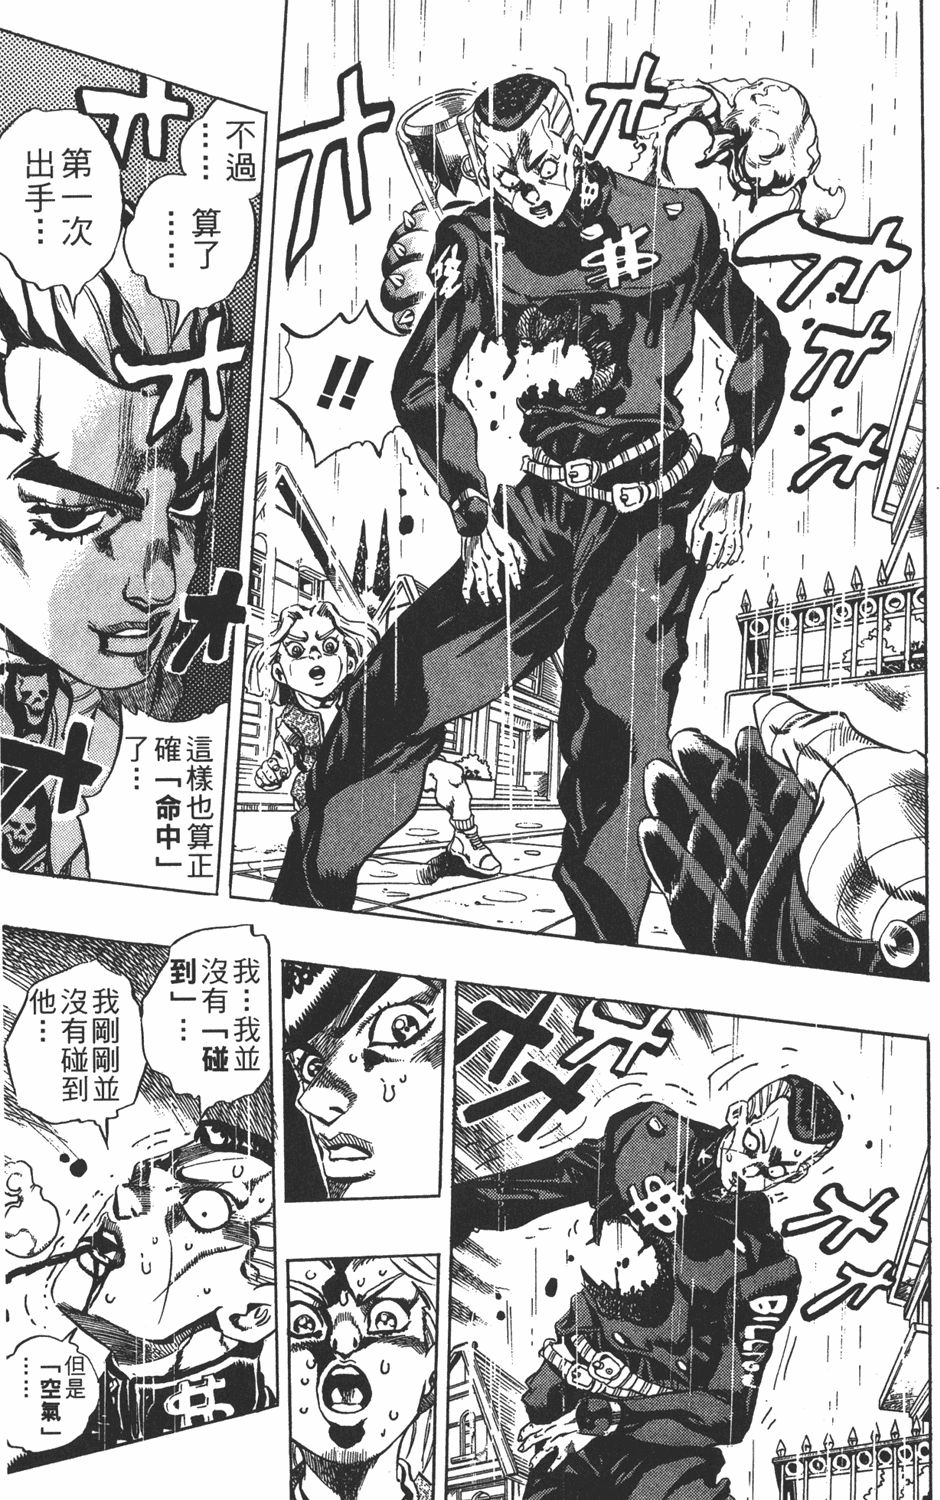 オ
オ
オ
オ
オ
!!
不過
……
算了
……
第一次
出手…
オ
オ
オ
オ
這樣也算正
確「命中」
了…
オ
オ
オ
オ
オ
BILLION
我…我並
沒有「碰
到」…
我剛剛並
沒有碰到
他…
但是
「空氣」
……